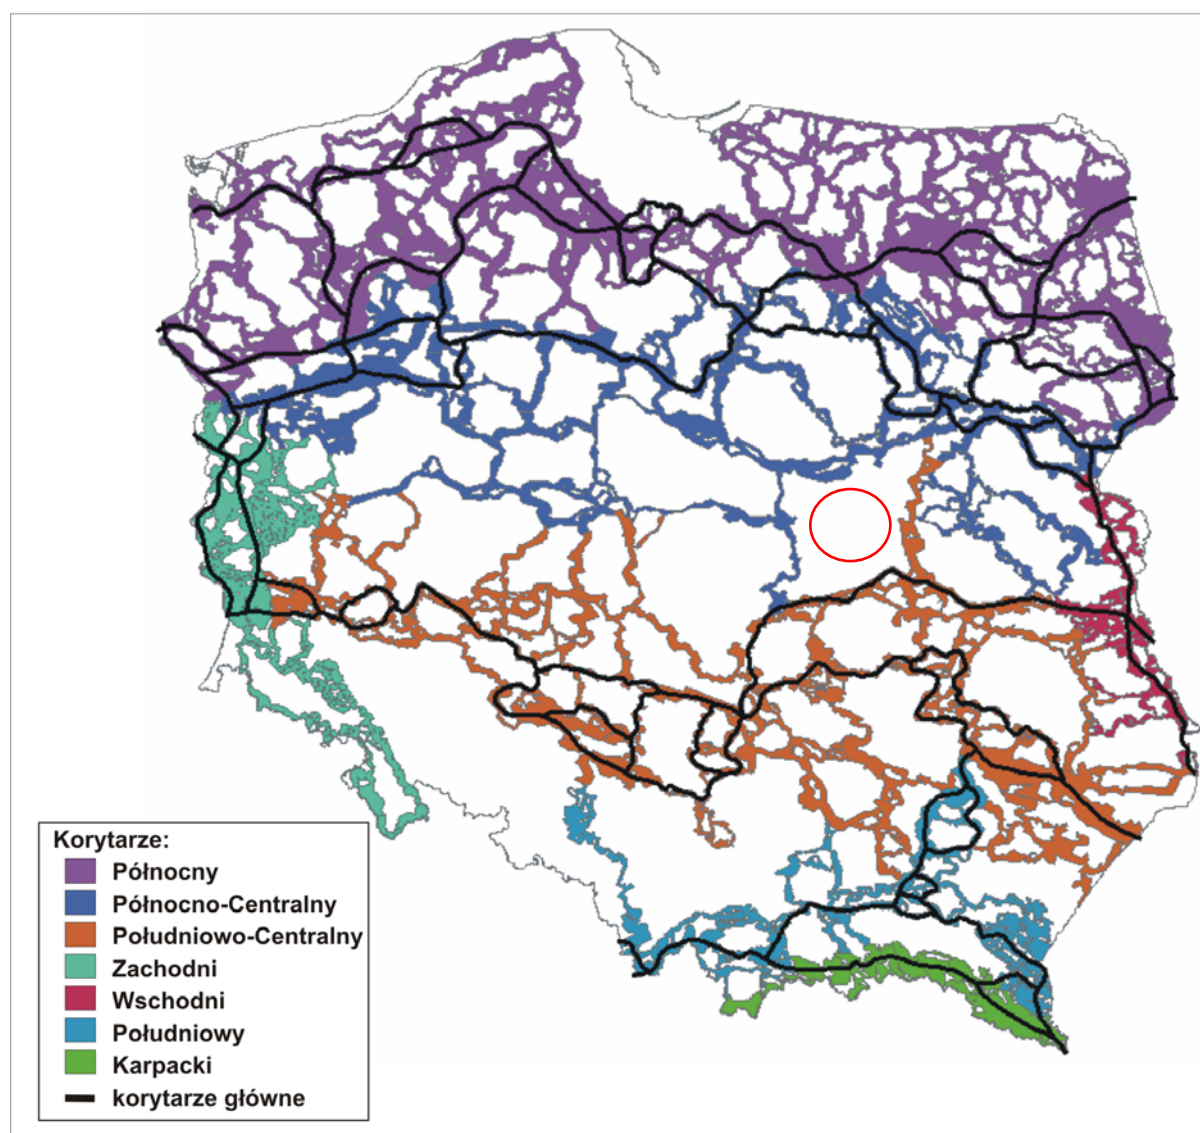 Korytarze:
Północny
Północno-Centralny
Południowo-Centralny
Zachodni
Wschodni
Południowy
Karpacki
korytarze główne